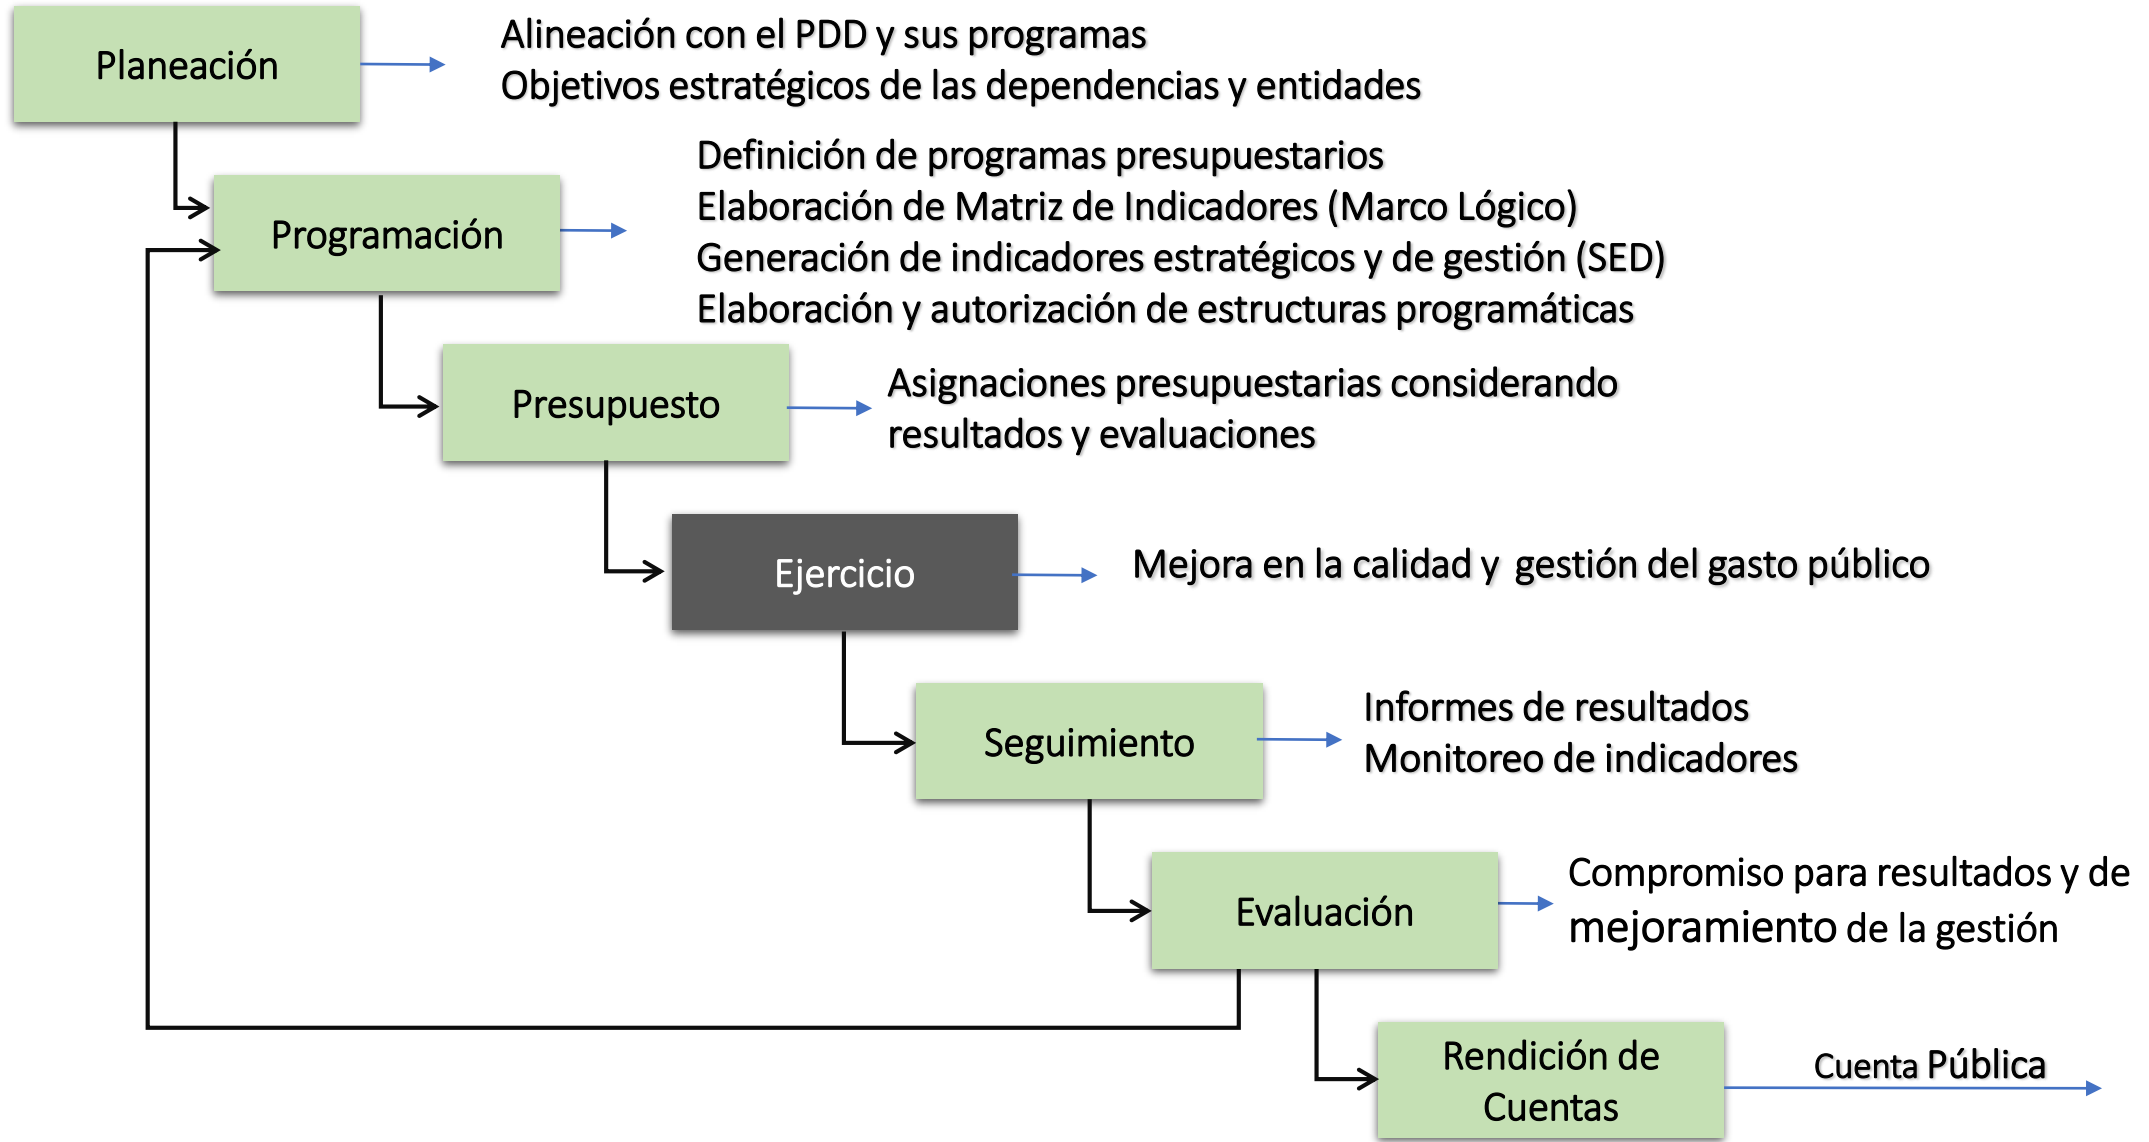 Planeación
Alineación con el PDD y sus programas
Objetivos estratégicos de las dependencias y entidades
Programación
Definición de programas presupuestarios
Elaboración de Matriz de Indicadores (Marco Lógico)
Generación de indicadores estratégicos y de gestión (SED)
Elaboración y autorización de estructuras programáticas
Presupuesto
Asignaciones presupuestarias considerando
resultados y evaluaciones
Ejercicio
Mejora en la calidad y gestión del gasto público
Seguimiento
Informes de resultados
Monitoreo de indicadores
Evaluación
Compromiso para resultados y de
mejoramiento de la gestión
Rendición de
Cuentas
Cuenta Pública